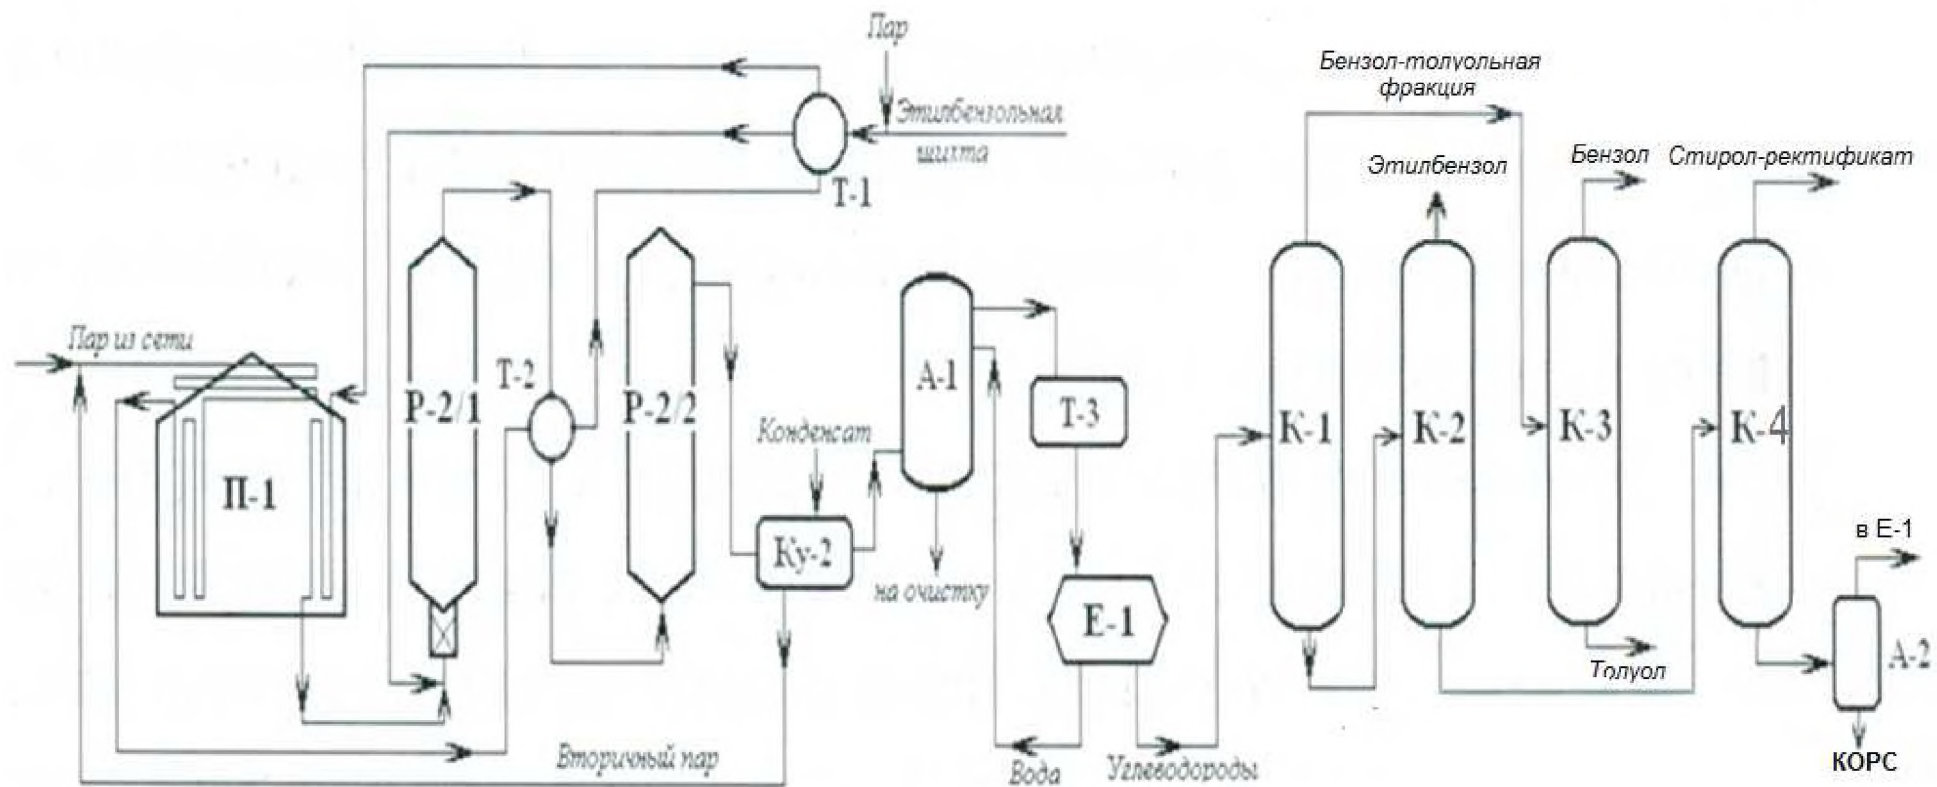 Пар
Бензол-толуольная
фракция
Этилбензольная
шихта
Этилбензол
Бензол
Стирол-ректификат
Т-1
Пар из сети
Т-2
Р-2/1
Р-2/2
А-1
Т-3
К-1
К-2
К-3
К-4
Конденсат
П-1
Ку-2
на очистку
Е-1
в Е-1
Толуол
А-2
Вторичный пар
Вода
Углеводороды
КОРС